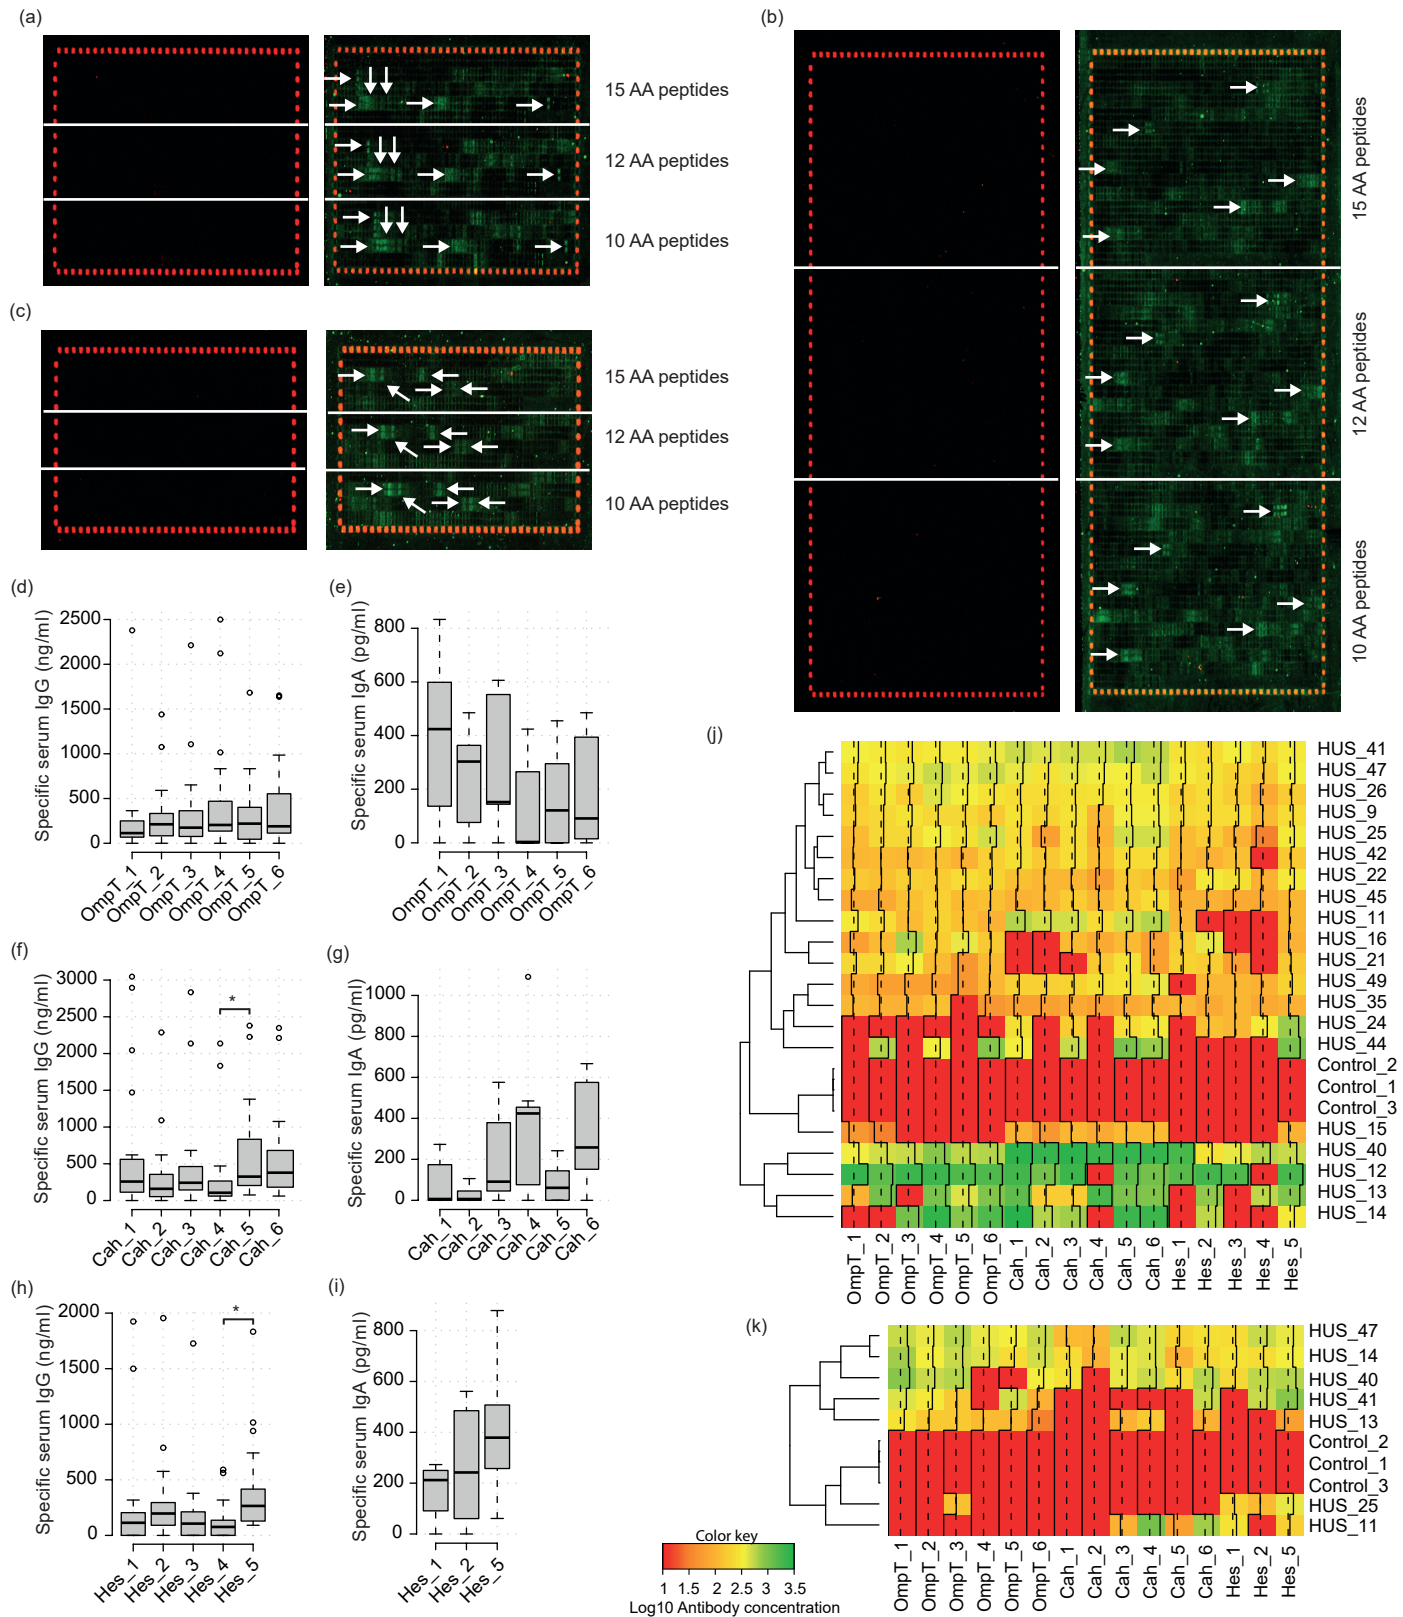 (a)
15 AA peptides
12 AA peptides
10 AA peptides
(b)
15 AA peptides
12 AA peptides
10 AA peptides
(c)
15 AA peptides
12 AA peptides
10 AA peptides
(d)
Specific serum IgG (ng/ml)
2500
2000
1500
1000
500
0
OmpT_1
OmpT_2
OmpT_3
OmpT_4
OmpT_5
OmpT_6
(e)
Specific serum IgA (pg/ml)
800
600
400
200
0
OmpT_1
OmpT_2
OmpT_3
OmpT_4
OmpT_5
OmpT_6
(f)
Specific serum IgG (ng/ml)
3000
2500
2000
1500
1000
500
0
*
Cah_1
Cah_2
Cah_3
Cah_4
Cah_5
Cah_6
(g)
Specific serum IgA (pg/ml)
1000
800
600
400
200
0
Cah_1
Cah_2
Cah_3
Cah_4
Cah_5
Cah_6
(h)
Specific serum IgG (ng/ml)
2000
1500
1000
500
0
*
Hes_1
Hes_2
Hes_3
Hes_4
Hes_5
(i)
Specific serum IgA (pg/ml)
800
600
400
200
0
Hes_1
Hes_2
Hes_5
(j)
HUS_41
HUS_47
HUS_26
HUS_9
HUS_25
HUS_42
HUS_22
HUS_45
HUS_11
HUS_16
HUS_21
HUS_49
HUS_35
HUS_24
HUS_44
Control_2
Control_1
Control_3
HUS_15
HUS_40
HUS_12
HUS_13
HUS_14
OmpT_1
OmpT_2
OmpT_3
OmpT_4
OmpT_5
OmpT_6
Cah_1
Cah_2
Cah_3
Cah_4
Cah_5
Cah_6
Hes_1
Hes_2
Hes_3
Hes_4
Hes_5
(k)
HUS_47
HUS_14
HUS_40
HUS_41
HUS_13
Control_2
Control_1
Control_3
HUS_25
HUS_11
OmpT_1
OmpT_2
OmpT_3
OmpT_4
OmpT_5
OmpT_6
Cah_1
Cah_2
Cah_3
Cah_4
Cah_5
Cah_6
Hes_1
Hes_2
Hes_5
Color key
1 1.5 2 2.5 3 3.5
Log10 Antibody concentration